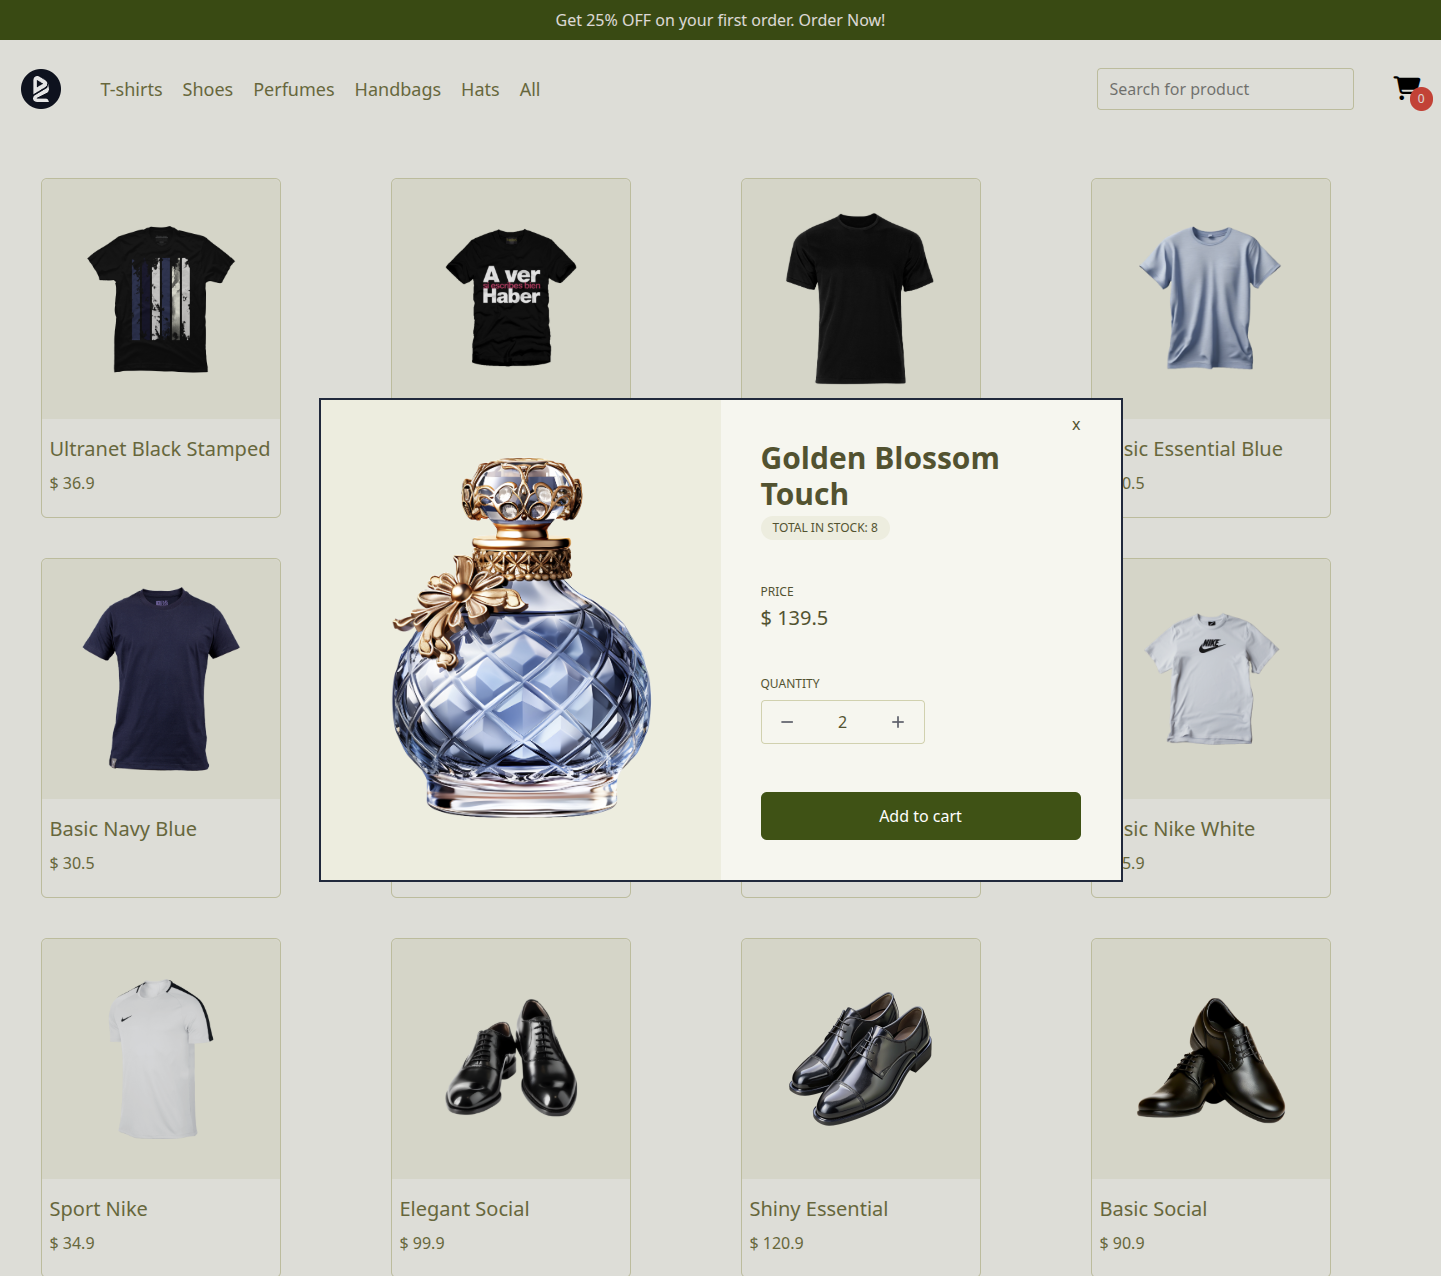 Get 25% OFF on your first order. Order Now!
T-shirts Shoes Perfumes Handbags Hats All
Search for product
0
A ver
si escribes bien
Haber
Ultranet Black Stamped
$ 36.9
sic Essential Blue
0.5
x
Golden Blossom
Touch
TOTAL IN STOCK: 8
PRICE
$ 139.5
QUANTITY
− 2 +
Add to cart
NIKE
Basic Navy Blue
$ 30.5
sic Nike White
5.9
Sport Nike
$ 34.9
Elegant Social
$ 99.9
Shiny Essential
$ 120.9
Basic Social
$ 90.9